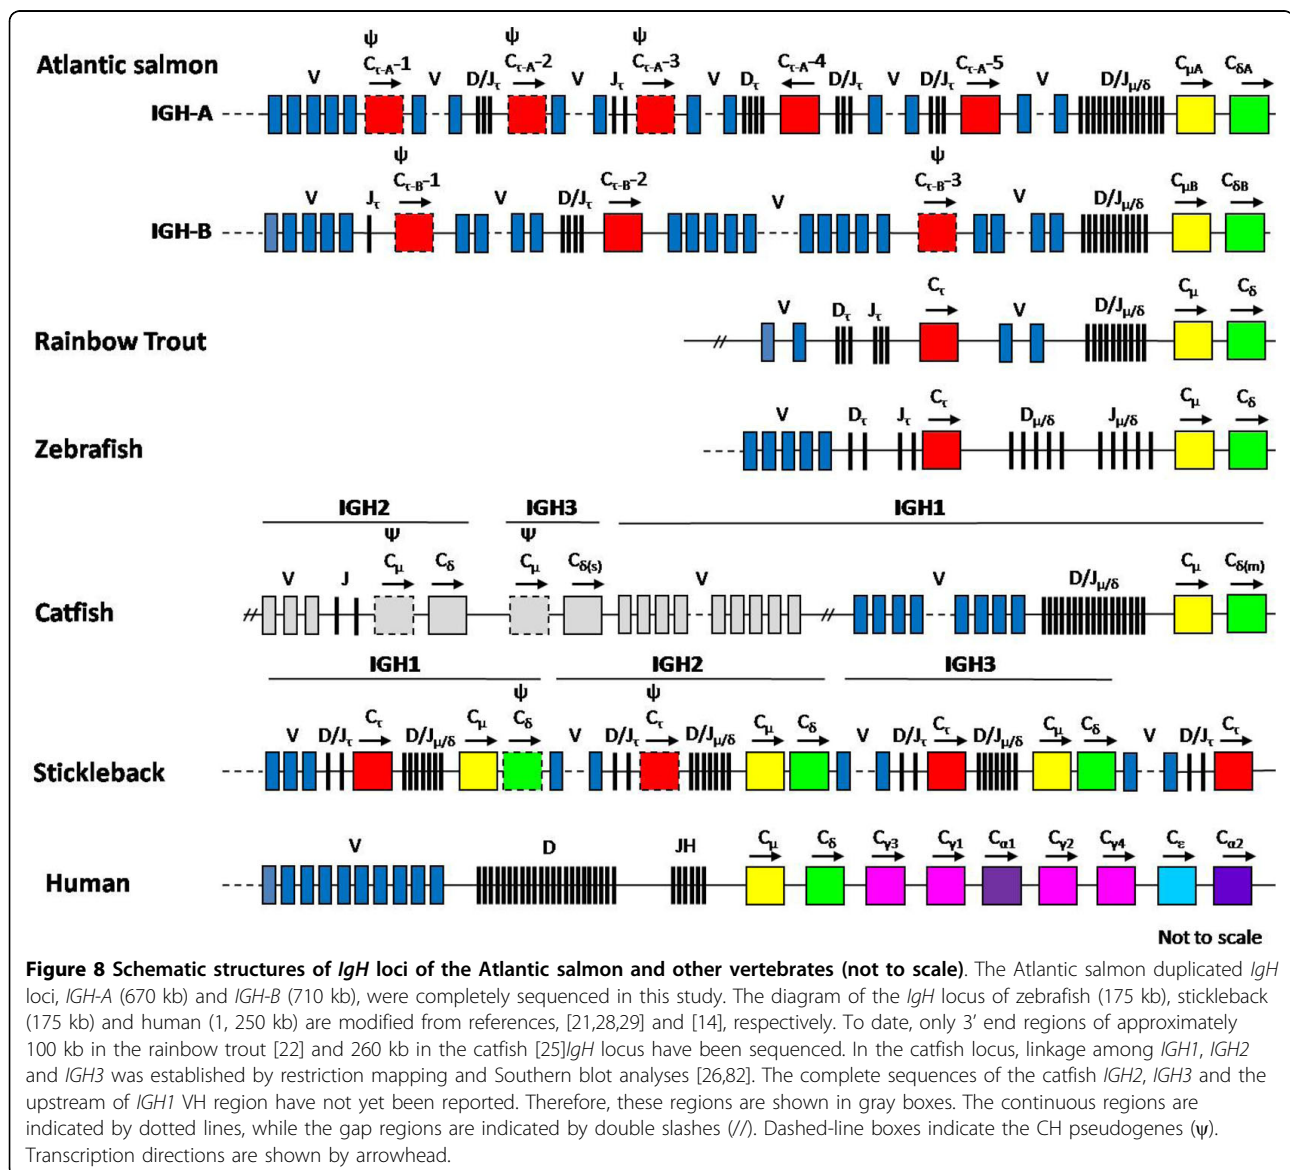 ψ ψ ψ
V Cτ-A-1 V D/Jτ Cτ-A-2 V Jτ Cτ-A-3 V Dτ Cτ-A-4 D/Jτ V D/Jτ Cτ-A-5 V D/Jμ/δ CμA CδA
Atlantic salmon
IGH-A
ψ ψ
V Jτ Cτ-B-1 V D/Jτ Cτ-B-2 V Cτ-B-3 V D/Jμ/δ CμB CδB
IGH-B
V Dτ Jτ Cτ V D/Jμ/δ Cμ Cδ
Rainbow Trout
V Dτ Jτ Cτ Dμ/δ Jμ/δ Cμ Cδ
Zebrafish
IGH2 IGH3 IGH1
ψ ψ
V J Cμ Cδ Cμ Cδ(s) V V D/Jμ/δ Cμ Cδ(m)
Catfish //  //
IGH1 IGH2 IGH3
ψ ψ
V D/Jτ Cτ D/Jμ/δ Cμ Cδ V D/Jτ Cτ D/Jμ/δ Cμ Cδ V D/Jτ Cτ D/Jμ/δ Cμ Cδ V D/Jτ Cτ
Stickleback
V D JH Cμ Cδ Cγ3 Cγ1 Cα1 Cγ2 Cγ4 Cε Cα2
Human
Not to scale
Figure 8 Schematic structures of IgH loci of the Atlantic salmon and other vertebrates (not to scale). The Atlantic salmon duplicated IgH
loci, IGH-A (670 kb) and IGH-B (710 kb), were completely sequenced in this study. The diagram of the IgH locus of zebrafish (175 kb), stickleback
(175 kb) and human (1, 250 kb) are modified from references, [21,28,29] and [14], respectively. To date, only 3’ end regions of approximately
100 kb in the rainbow trout [22] and 260 kb in the catfish [25]IgH locus have been sequenced. In the catfish locus, linkage among IGH1, IGH2
and IGH3 was established by restriction mapping and Southern blot analyses [26,82]. The complete sequences of the catfish IGH2, IGH3 and the
upstream of IGH1 VH region have not yet been reported. Therefore, these regions are shown in gray boxes. The continuous regions are
indicated by dotted lines, while the gap regions are indicated by double slashes (//). Dashed-line boxes indicate the CH pseudogenes (ψ).
Transcription directions are shown by arrowhead.